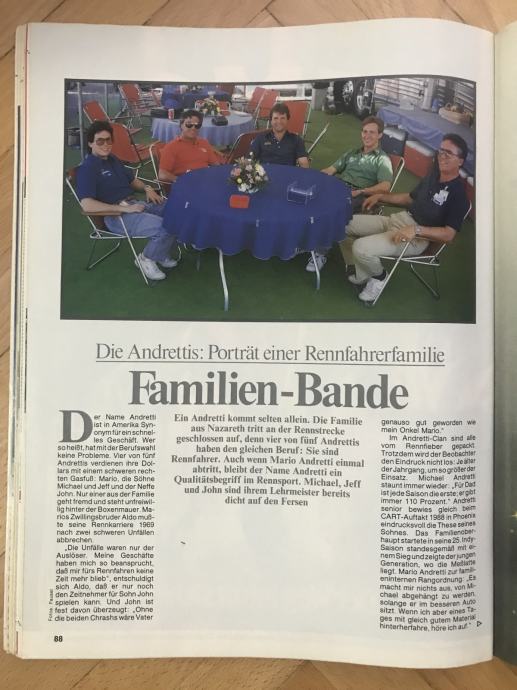 Die Andrettis: Porträt einer Rennfahrerfamilie
Familien-Bande
Der Name Andretti
ist in Amerika Syn-
onym für ein schnel-
les Geschäft. Wer
so heißt, hat mit der Berufswahl
keine Probleme. Vier von fünf
Andrettis verdienen ihre Dol-
lars mit einem schweren rech-
ten Gasfuß: Mario, die Söhne
Michael und Jeff und der Neffe
John. Nur einer aus der Familie
geht fremd und steht unfreiwil-
lig hinter der Boxenmauer. Ma-
rios Zwillingsbruder Aldo muß-
te seine Rennkarriere 1969
nach zwei schweren Unfällen
abbrechen.
„Die Unfälle waren nur der
Auslöser. Meine Geschäfte
haben mich so beansprucht,
daß mir fürs Rennfahren keine
Zeit mehr blieb", entschuldigt
sich Aldo, daß er nur noch
den Zeitnehmer für Sohn John
spielen kann. Und John ist
fest davon überzeugt: „Ohne
die beiden Chrashs wäre Vater
Ein Andretti kommt selten allein. Die Familie
aus Nazareth tritt an der Rennstrecke
geschlossen auf, denn vier von fünf Andrettis
haben den gleichen Beruf: Sie sind
Rennfahrer. Auch wenn Mario Andretti einmal
abtritt, bleibt der Name Andretti ein
Qualitätsbegriff im Rennsport. Michael, Jeff
und John sind ihrem Lehrmeister bereits
dicht auf den Fersen
genauso gut geworden wie
mein Onkel Mario."
Im Andretti-Clan sind alle
vom Rennfieber gepackt.
Trotzdem wird der Beobachter
den Eindruck nicht los: Je älter
der Jahrgang, um so größer der
Einsatz. Michael Andretti
staunt immer wieder: „Für Dad
ist jede Saison die erste; er gibt
immer 110 Prozent." Andretti
senior bewies gleich beim
CART-Auftakt 1988 in Phoenix
eindrucksvoll die These seines
Sohnes. Das Familienober-
haupt startete in seine 25. Indy-
Saison standesgemäß mit ei-
nem Sieg und zeigte der jungen
Generation, wo die Meßlatte
liegt. Mario Andretti zur famili-
eninternen Rangordnung: „Es
macht mir nichts aus, von Mi-
chael abgehängt zu werden,
solange er im besseren Auto
sitzt. Wenn ich aber eines Ta-
ges mit gleich gutem Material
hinterherfahre, höre ich auf."
88